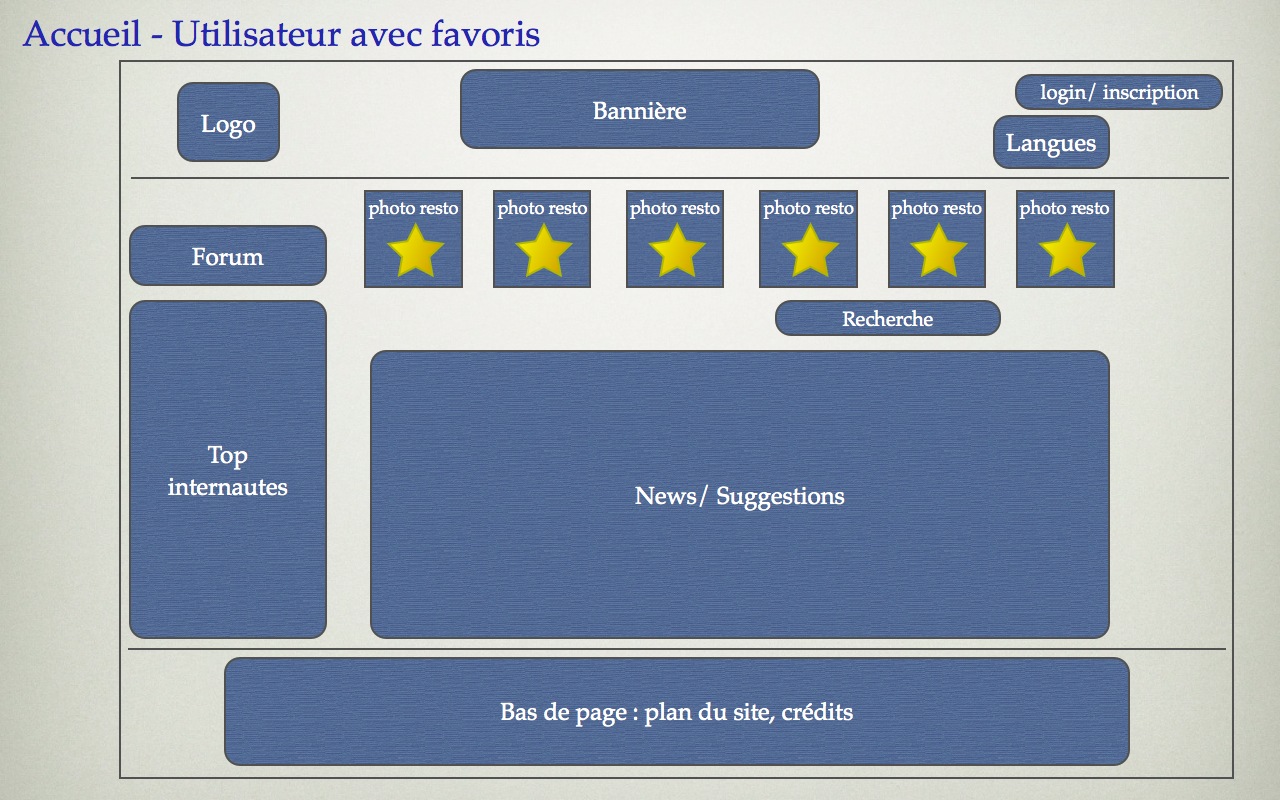 Accueil - Utilisateur avec favoris
Logo
Bannière
login/ inscription
Langues
Forum
photo resto
photo resto
photo resto
photo resto
photo resto
photo resto
Recherche
Top
internautes
News/ Suggestions
Bas de page : plan du site, crédits